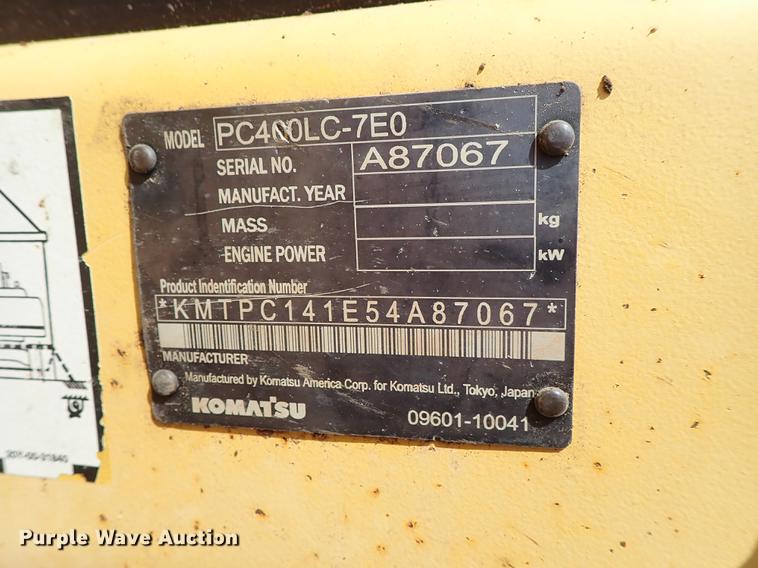 MODEL PC400LC-7E0
SERIAL NO. A87067
MANUFACT. YEAR
MASS kg
ENGINE POWER kW
Product Indentification Number
*KMTPC141E54A87067*
MANUFACTURER
Manufactured by Komatsu America Corp. for Komatsu Ltd., Tokyo, Japan
KOMATSU 09601-10041
Purple Wave Auction